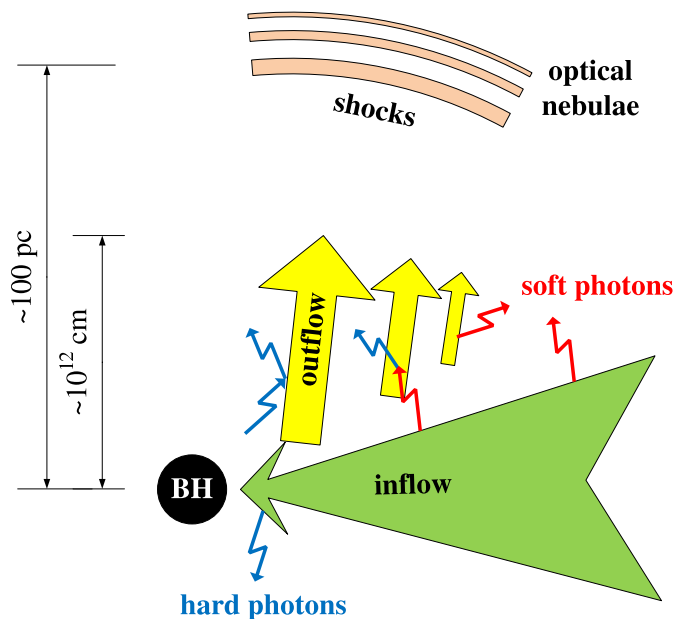 optical
nebulae
shocks
~100 pc
~10¹² cm
outflow
soft photons
BH
inflow
hard photons